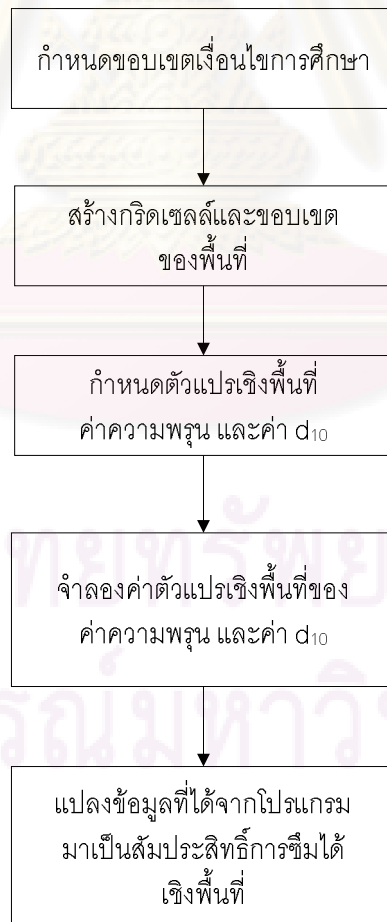 กำหนดขอบเขตเงื่อนไขการศึกษา
สร้างกริดเซลล์และขอบเขต
ของพื้นที่
กำหนดตัวแปรเชิงพื้นที่
ค่าความพรุน และค่า d₁₀
จำลองค่าตัวแปรเชิงพื้นที่ของ
ค่าความพรุน และค่า d₁₀
แปลงข้อมูลที่ได้จากโปรแกรม
มาเป็นสัมประสิทธิ์การซึมได้
เชิงพื้นที่